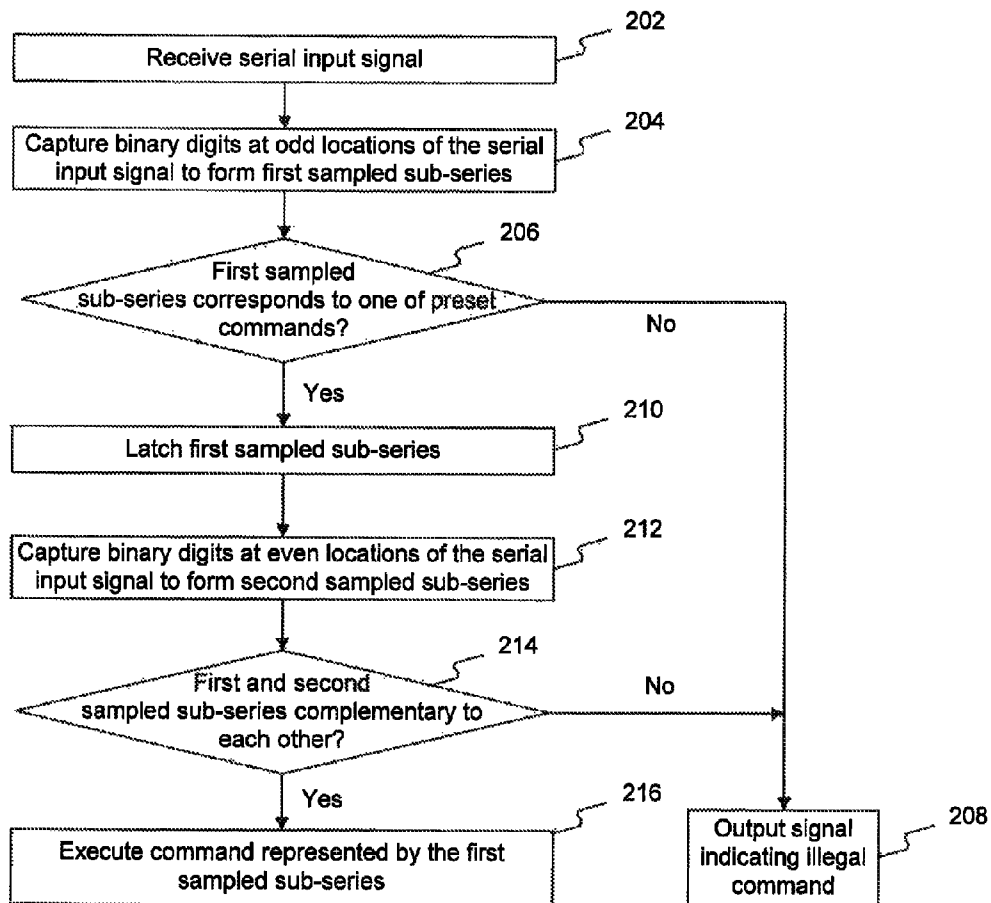 202
Receive serial input signal
204
Capture binary digits at odd locations of the serial
input signal to form first sampled sub-series
206
First sampled
sub-series corresponds to one of preset
commands?
No
Yes
210
Latch first sampled sub-series
212
Capture binary digits at even locations of the serial
input signal to form second sampled sub-series
214
First and second
sampled sub-series complementary to
each other?
No
Yes
216
Execute command represented by the first
sampled sub-series
208
Output signal
indicating illegal
command